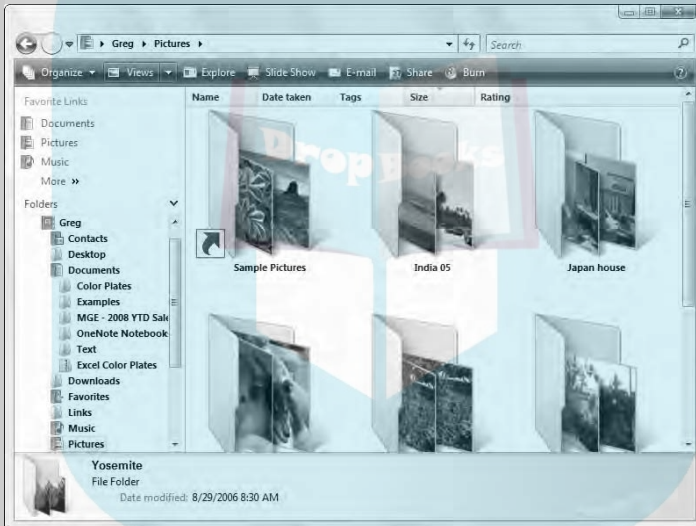 Greg ▸ Pictures ▸
Search
Organize Views Explore Slide Show E-mail Share Burn
Favorite Links
Documents
Pictures
Music
More »
Folders
Greg
Contacts
Desktop
Documents
Color Plates
Examples
MGE - 2008 YTD Sale
OneNote Notebook
Text
Excel Color Plates
Downloads
Favorites
Links
Music
Pictures
Name Date taken Tags Size Rating
Drop Books
Sample Pictures India 05 Japan house
Yosemite
File Folder
Date modified: 8/29/2006 8:30 AM